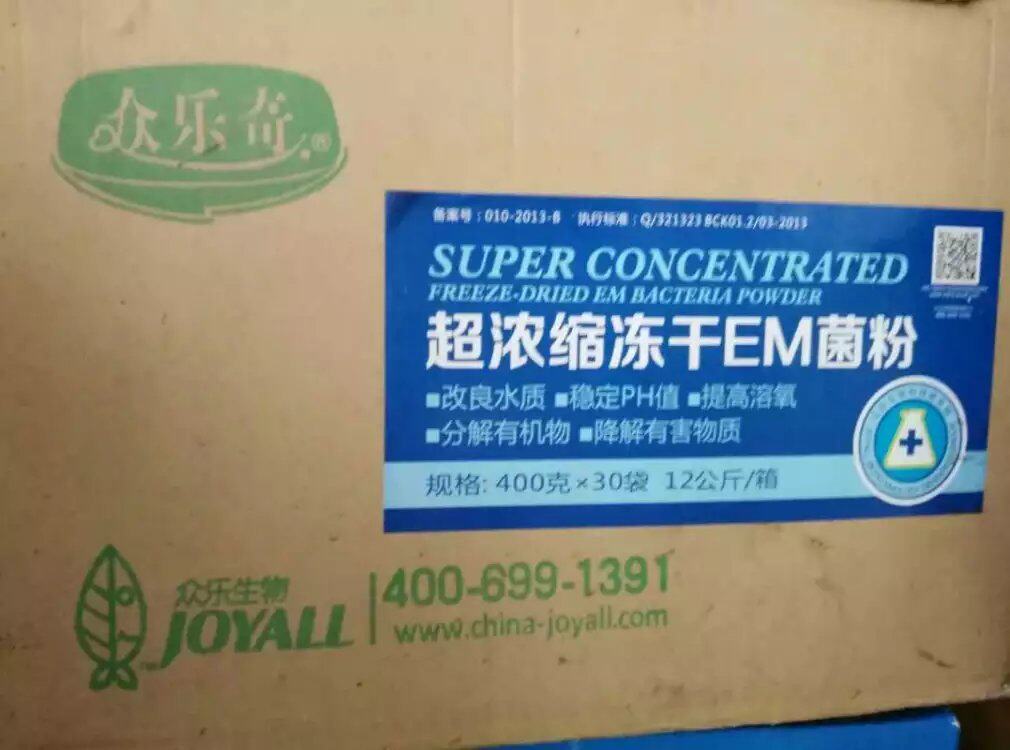 众乐奇®
备案号：010-2013-B 执行标准：Q/321323 BCK01.2/03-2013
SUPER CONCENTRATED
FREEZE-DRIED EM BACTERIA POWDER
超浓缩冻干EM菌粉
■改良水质 ■稳定PH值 ■提高溶氧
■分解有机物 ■降解有害物质
规格: 400克×30袋 12公斤/箱
众乐生物
JOYALL™
400-699-1391
www.china-joyall.com